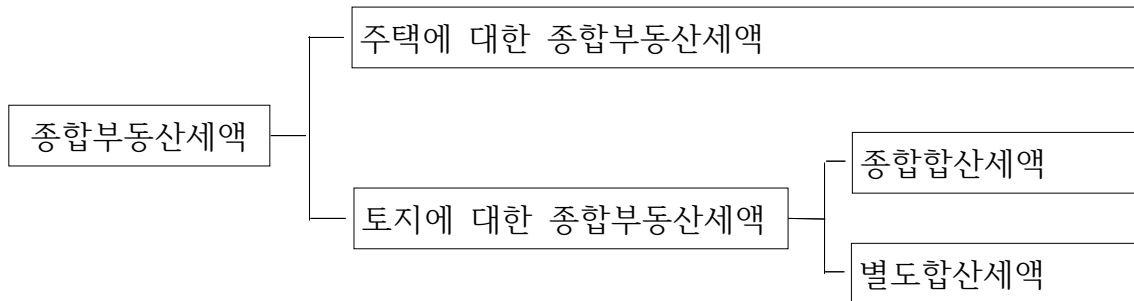 주택에 대한 종합부동산세액
종합부동산세액
종합합산세액
토지에 대한 종합부동산세액
별도합산세액